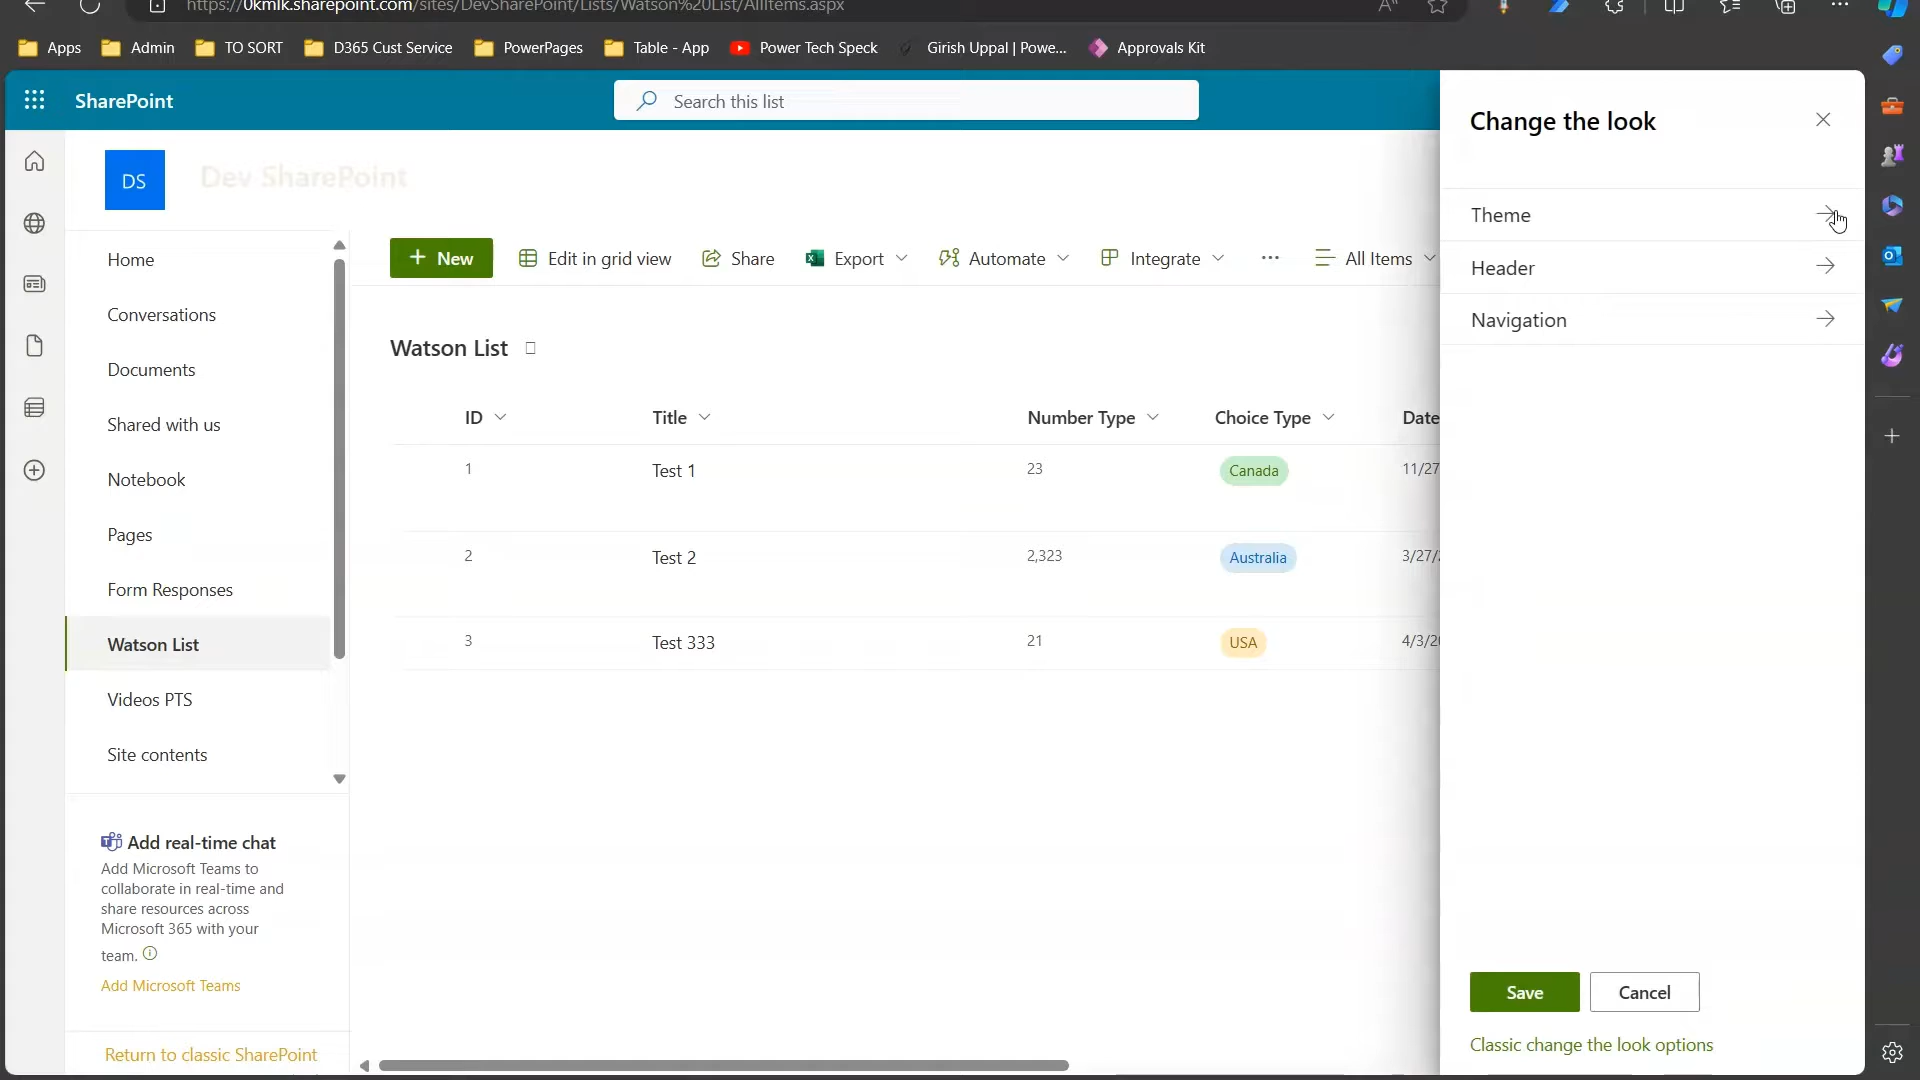 https://0kmlk.sharepoint.com/sites/DevSharePoint/Lists/Watson%20List/AllItems.aspx
Apps
Admin
TO SORT
D365 Cust Service
PowerPages
Table - App
Power Tech Speck
Girish Uppal | Powe...
Approvals Kit
SharePoint
Search this list
DS
Dev SharePoint
Home
Conversations
Documents
Shared with us
Notebook
Pages
Form Responses
Watson List
Videos PTS
Site contents
Add real-time chat
Add Microsoft Teams to
collaborate in real-time and
share resources across
Microsoft 365 with your
team.
Add Microsoft Teams
Return to classic SharePoint
+ New
Edit in grid view
Share
Export
Automate
Integrate
...
All Items
Watson List
ID Title Number Type Choice Type Date
1 Test 1 23 Canada 11/27
2 Test 2 2,323 Australia 3/27/
3 Test 333 21 USA 4/3/2
Change the look
Theme
Header
Navigation
Save
Cancel
Classic change the look options